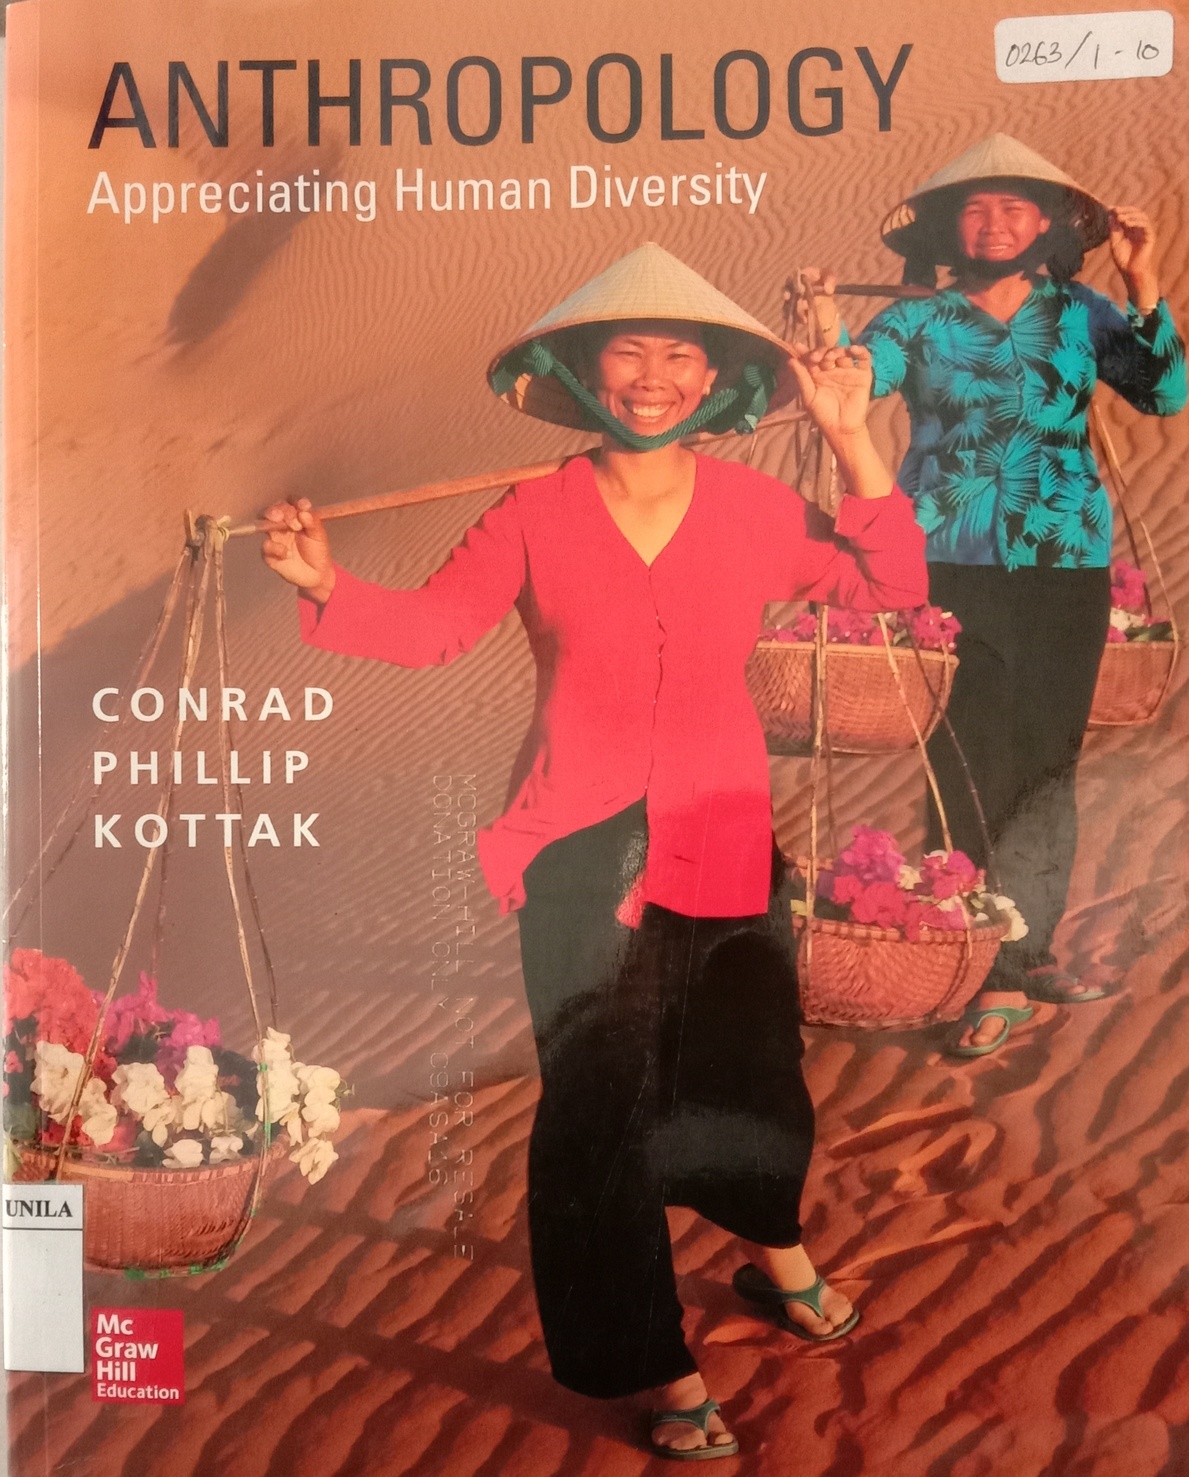 0263/1-10
ANTHROPOLOGY
Appreciating Human Diversity
CONRAD
PHILLIP
KOTTAK
MCGRAW-HILL NOT FOR RESALE
DONATION ONLY
UNILA
Mc
Graw
Hill
Education